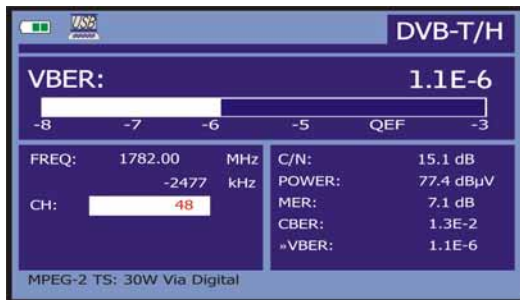 USB
DVB-T/H
VBER: 1.1E-6
-8 -7 -6 -5 QEF -3
FREQ: 1782.00 MHz
-2477 kHz
CH: 48
C/N: 15.1 dB
POWER: 77.4 dBµV
MER: 7.1 dB
CBER: 1.3E-2
»VBER: 1.1E-6
MPEG-2 TS: 30W Via Digital